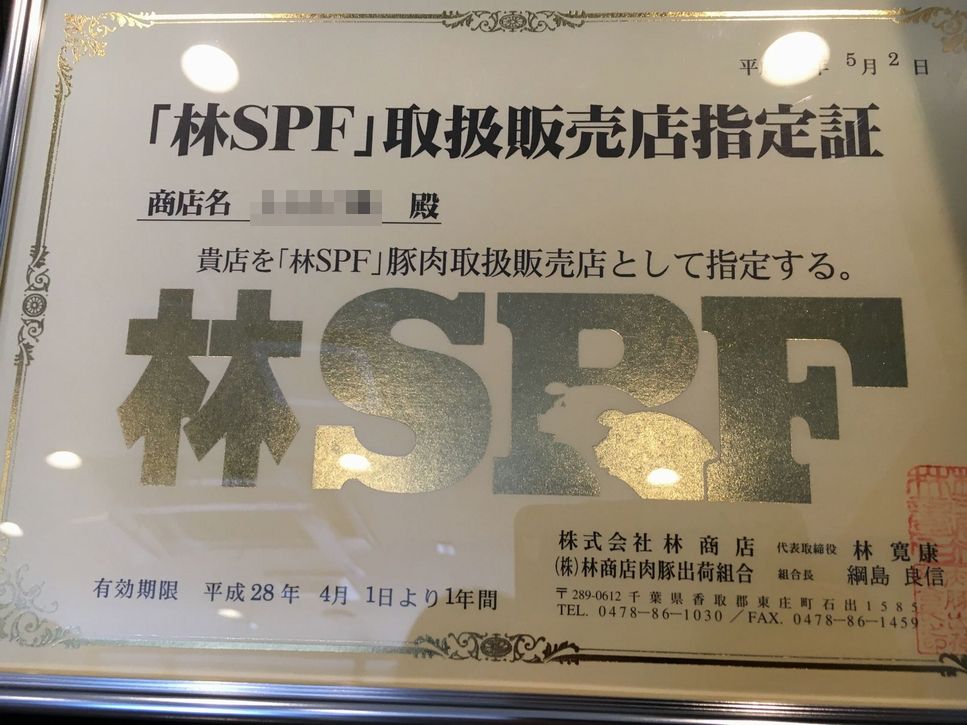 平 年 5月2日
「林SPF」取扱販売店指定証
商店名 殿
貴店を「林SPF」豚肉取扱販売店として指定する。
林SPF
株式会社林商店 代表取締役 林寛康
(株)林商店肉豚出荷組合 組合長 綱島良信
有効期限 平成28年 4月1日より1年間
〒289-0612 千葉県香取郡東庄町石出1585
TEL. 0478-86-1030／FAX. 0478-86-1459